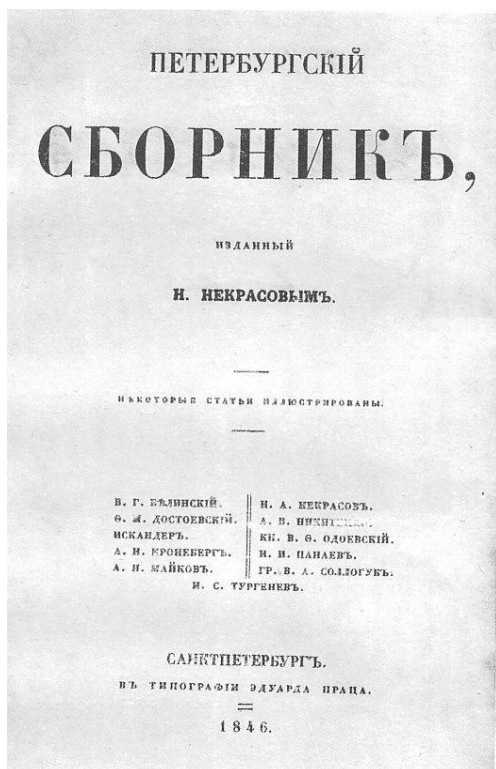 ПЕТЕРБУРГСКІЙ
СБОРНИКЪ,
ИЗДАННЫЙ
Н. НЕКРАСОВЫМЪ.
НѢКОТОРЫЯ СТАТЬИ ИЛЛЮСТРИРОВАНЫ.
В. Г. БѢЛИНСКІЙ.
Ѳ. М. ДОСТОЕВСКІЙ.
ИСКАНДЕРЪ.
А. И. КРОНЕБЕРГЪ.
А. Н. МАЙКОВЪ.
Н. А. НЕКРАСОВЪ.
А. В.
КН. В. Ѳ. ОДОЕВСКІЙ.
И. И. ПАНАЕВЪ.
ГР. В. А. СОЛЛОГУБЪ.
И. С. ТУРГЕНЕВЪ.
САНКТПЕТЕРБУРГЪ.
ВЪ ТИПОГРАФІИ ЭДУАРДА ПРАЦА.
1846.